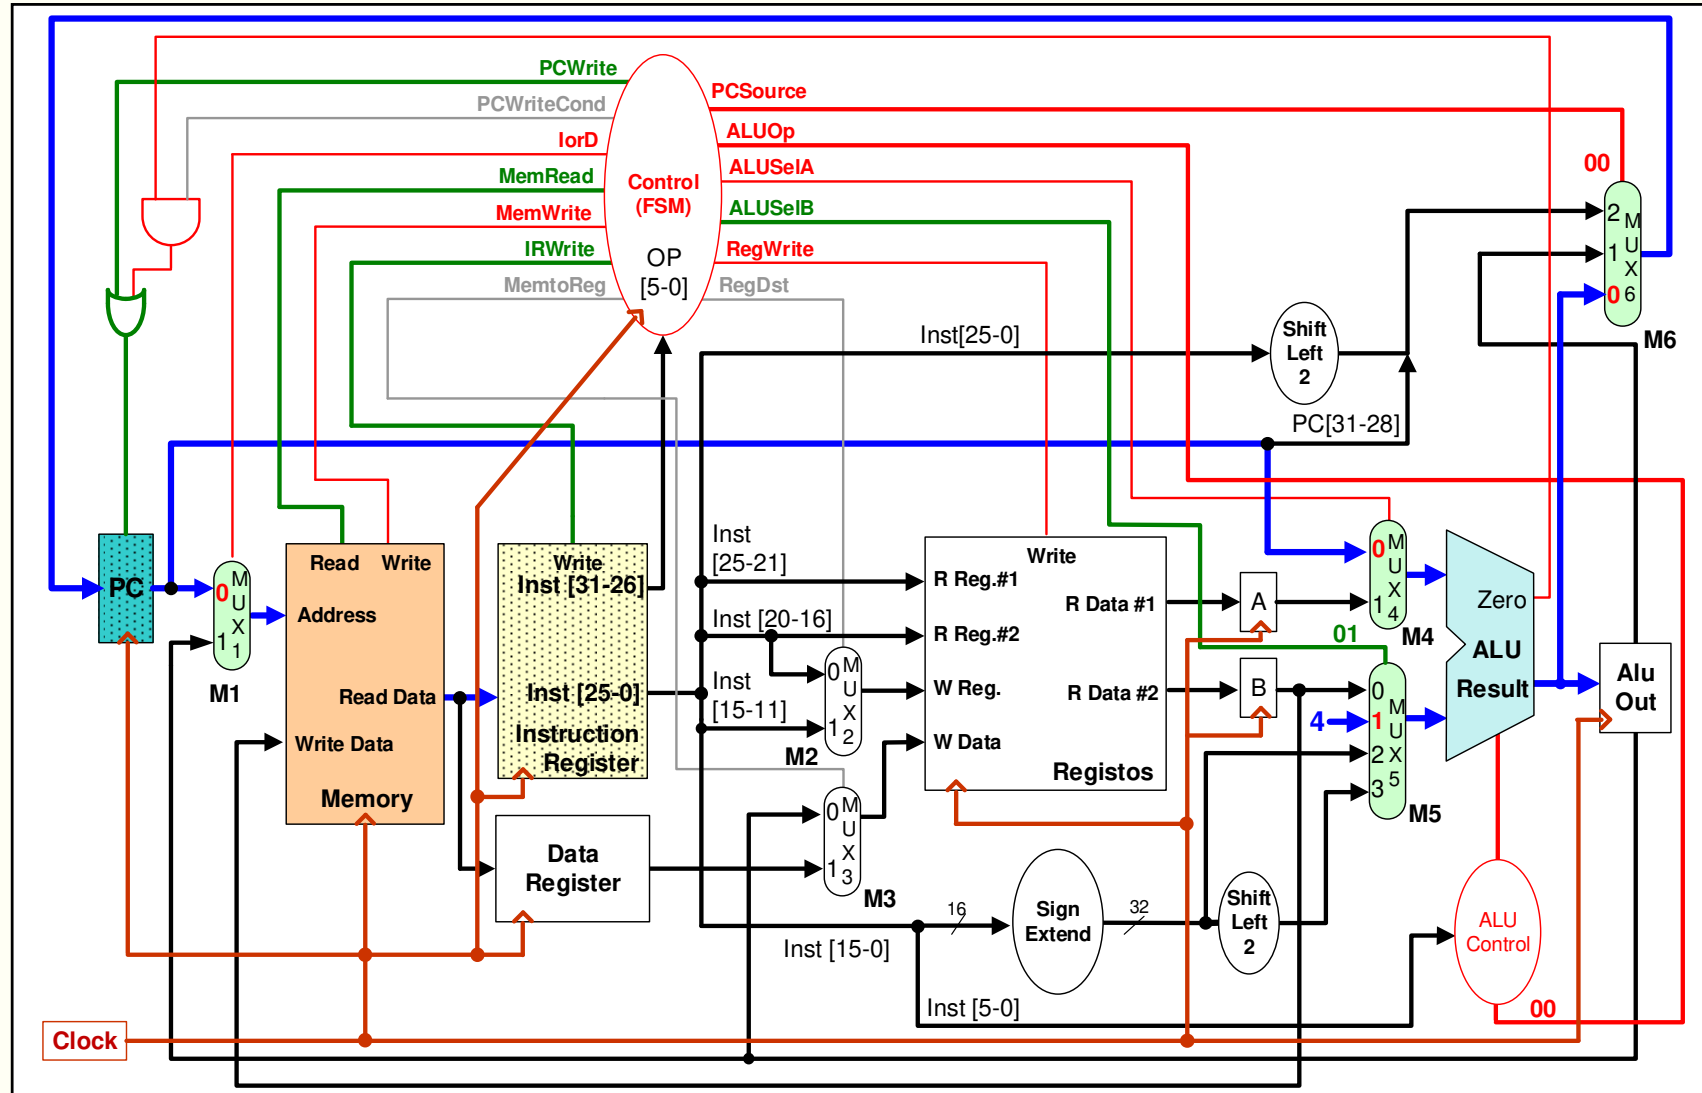 PCWrite
PCWriteCond
IorD
MemRead
MemWrite
IRWrite
MemtoReg
Control
(FSM)
OP
[5-0]
PCSource
ALUOp
ALUSelA
ALUSelB
RegWrite
RegDst
00
2
1
0
M
U
X
6
M6
Inst[25-0]
Shift
Left
2
PC[31-28]
PC
0
1
M
U
X
1
M1
Read
Write
Address
Read Data
Write Data
Memory
Write
Inst [31-26]
Inst [25-0]
Instruction
Register
Data
Register
Inst
[25-21]
Inst [20-16]
Inst
[15-11]
0
1
M
U
X
2
M2
0
1
M
U
X
3
M3
Write
R Reg.#1
R Reg.#2
W Reg.
W Data
R Data #1
R Data #2
Registos
A
B
01
4
0
1
M
U
X
4
M4
0
1
2
3
M
U
X
5
M5
Zero
ALU
Result
Alu
Out
Inst [15-0]
16
Sign
Extend
32
Shift
Left
2
Inst [5-0]
ALU
Control
00
Clock